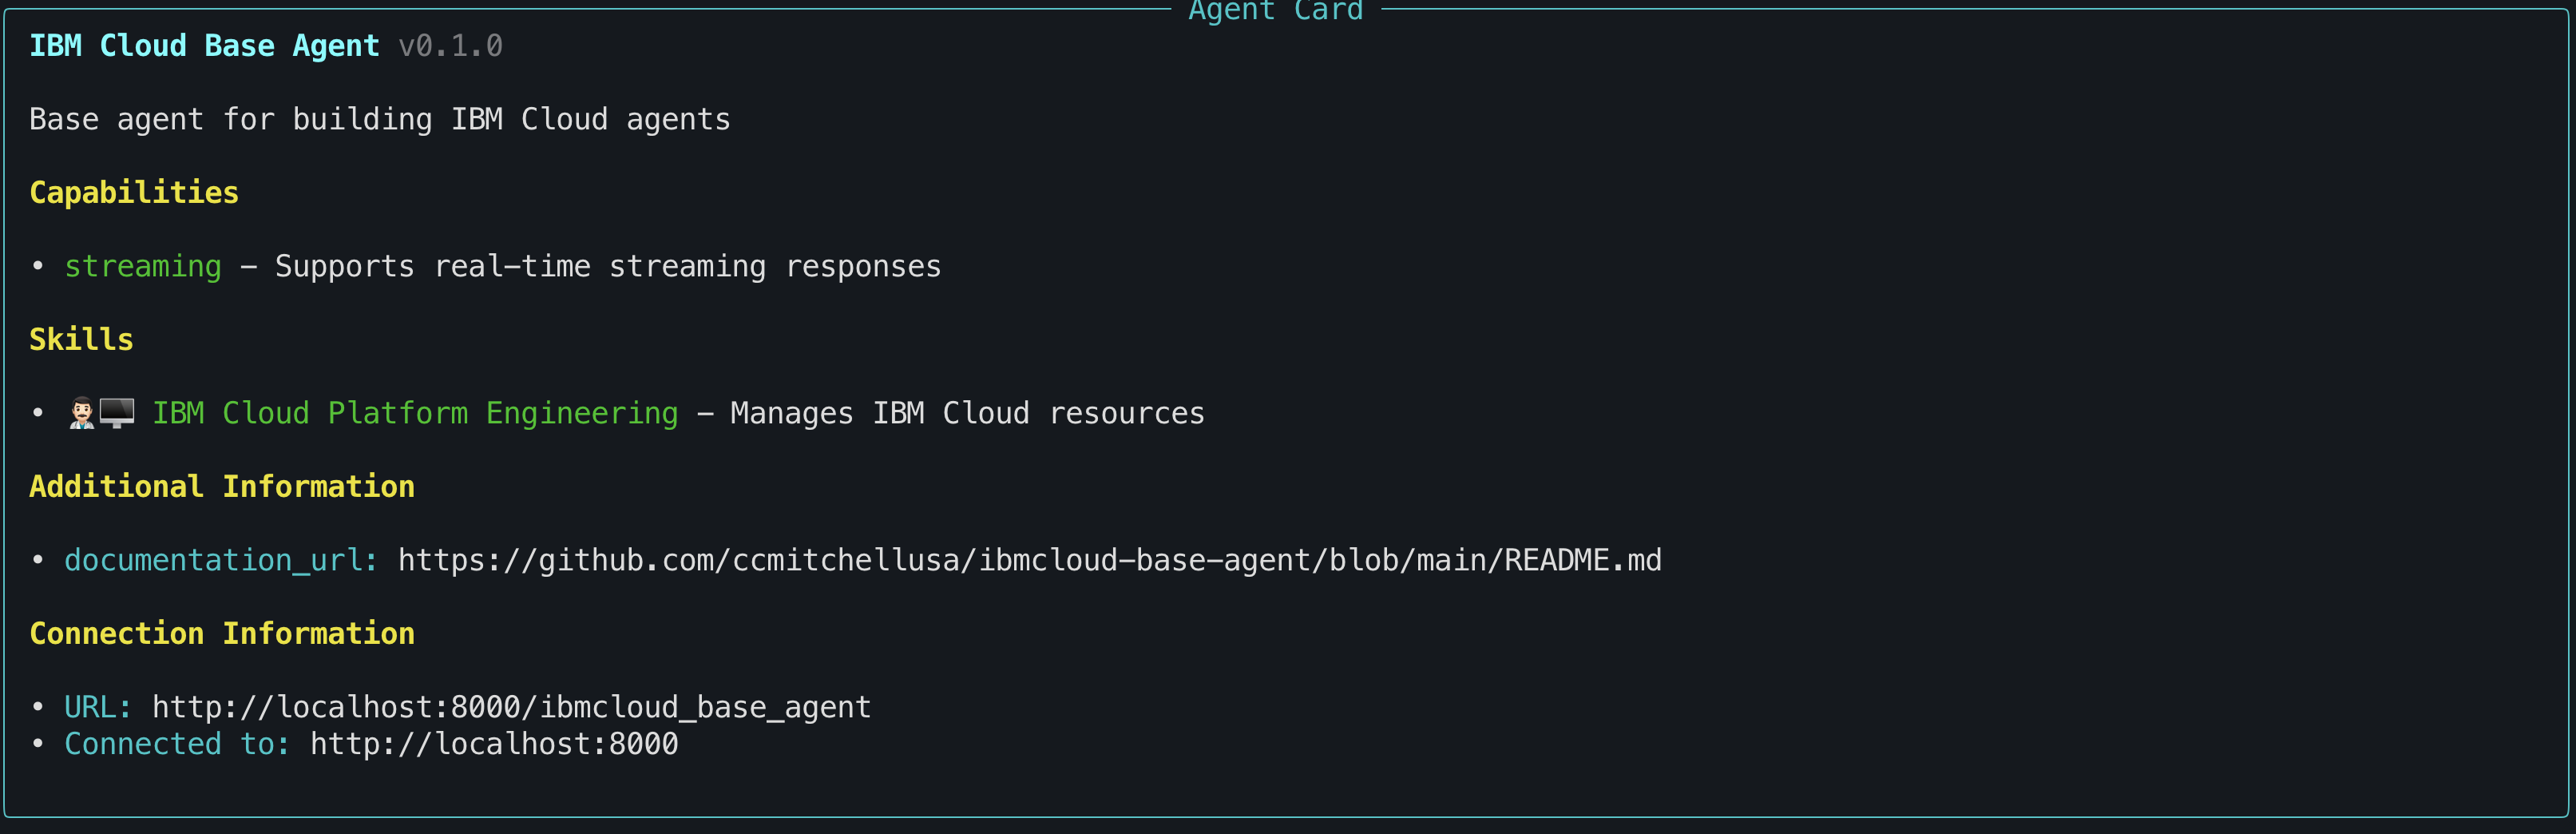 Agent Card
IBM Cloud Base Agent v0.1.0
Base agent for building IBM Cloud agents
Capabilities
• streaming – Supports real-time streaming responses
Skills
• 👨🏻‍⚕️🖥️ IBM Cloud Platform Engineering – Manages IBM Cloud resources
Additional Information
• documentation_url: https://github.com/ccmitchellusa/ibmcloud-base-agent/blob/main/README.md
Connection Information
• URL: http://localhost:8000/ibmcloud_base_agent
• Connected to: http://localhost:8000